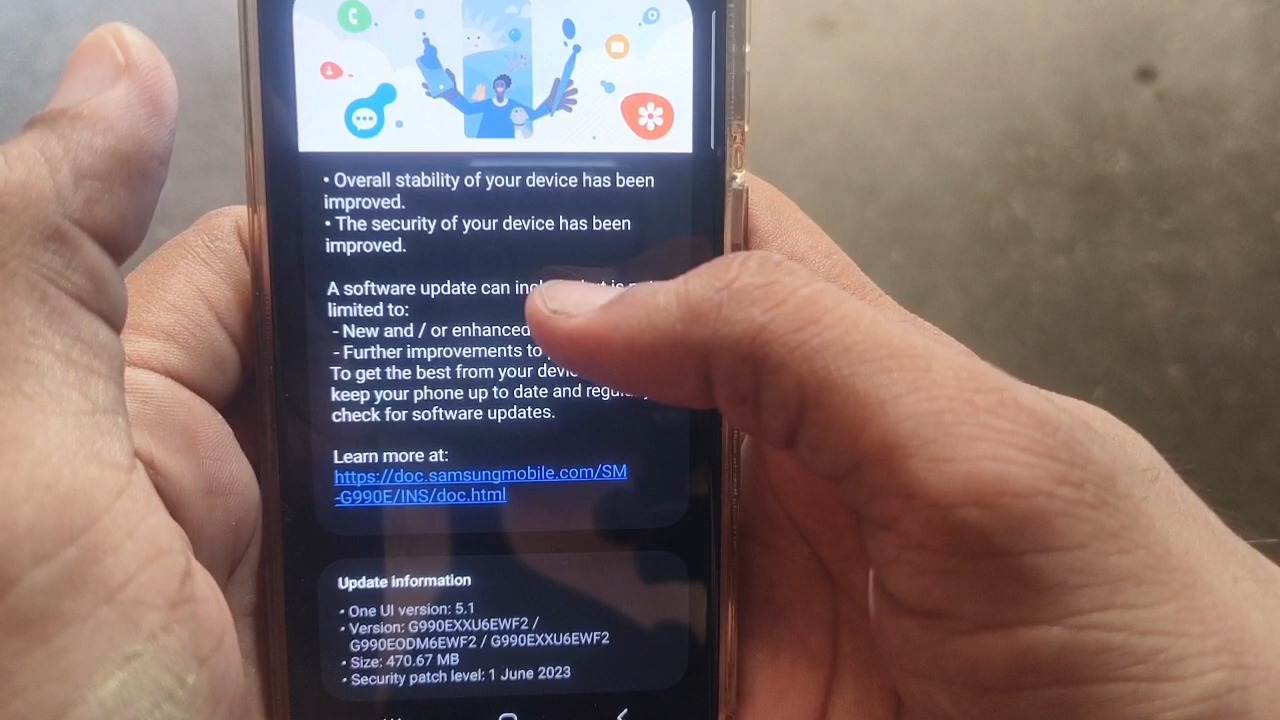 • Overall stability of your device has been
improved.
• The security of your device has been
improved.
A software update can
limited to:
- New and / or enhanced
- Further improvements to
To get the best from your
keep your phone up to date and
check for software updates.
Learn more at:
https://doc.samsungmobile.com/SM
-G990E/INS/doc.html
Update information
• One UI version: 5.1
• Version: G990EXXU6EWF2 /
G990EODM6EWF2 / G990EXXU6EWF2
• Size: 470.67 MB
• Security patch level: 1 June 2023